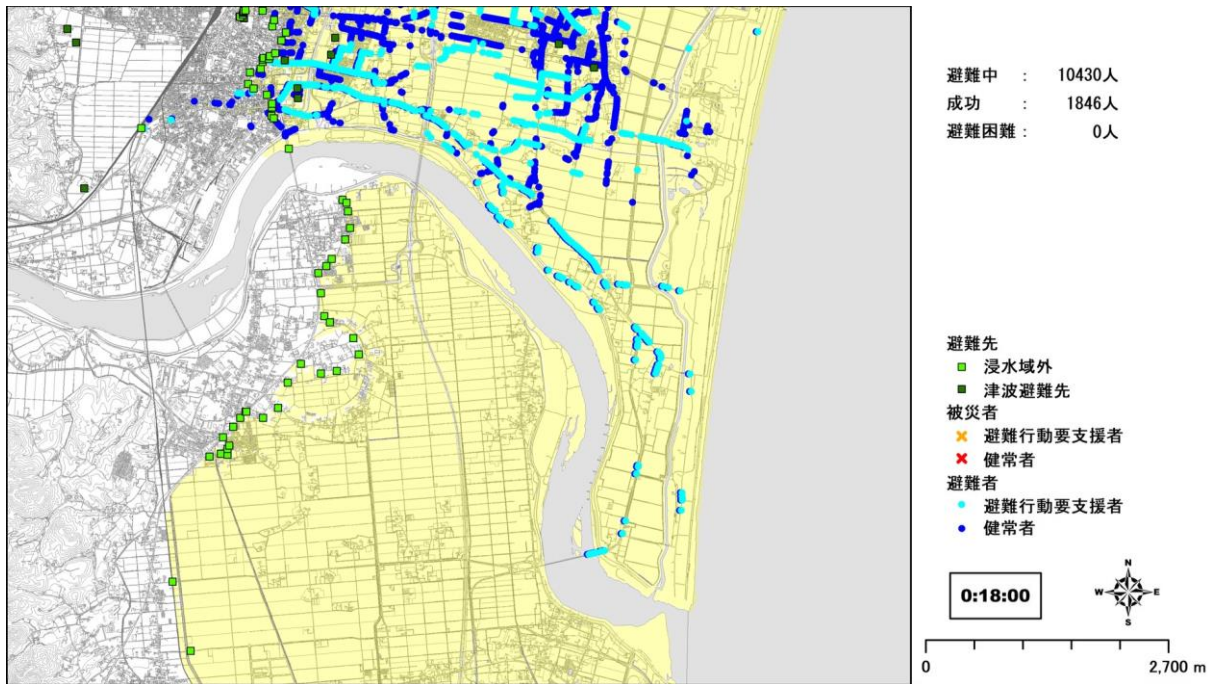 避難中 : 10430人
成功 : 1846人
避難困難 : 0人
避難先
浸水域外
津波避難先
被災者
避難行動要支援者
健常者
避難者
避難行動要支援者
健常者
0:18:00
N
W E
S
0 2,700 m